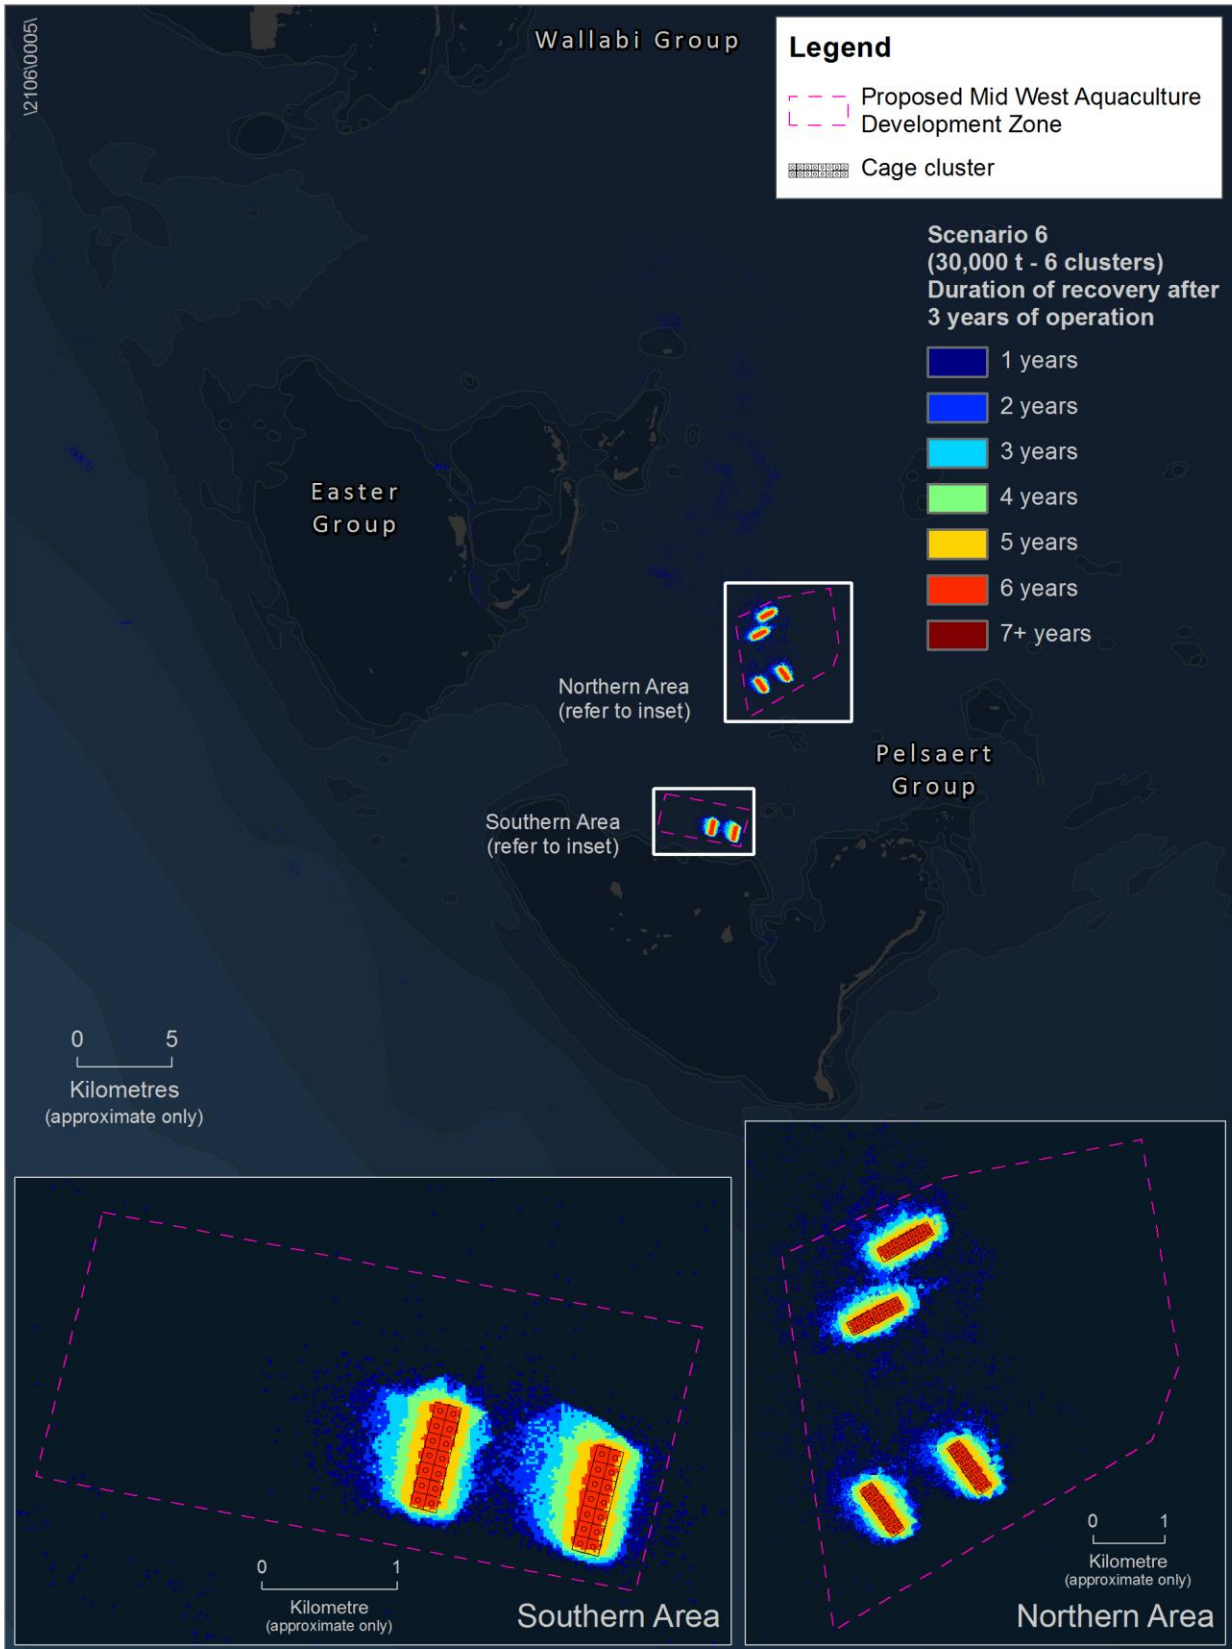 \2106\0005\
Wallabi Group
Legend
Proposed Mid West Aquaculture
Development Zone
Cage cluster
Scenario 6
(30,000 t - 6 clusters)
Duration of recovery after
3 years of operation
1 years
2 years
3 years
4 years
5 years
6 years
7+ years
Easter
Group
Northern Area
(refer to inset)
Pelsaert
Group
Southern Area
(refer to inset)
0 5
Kilometres
(approximate only)
0 1
Kilometre
(approximate only)
Southern Area
0 1
Kilometre
(approximate only)
Northern Area